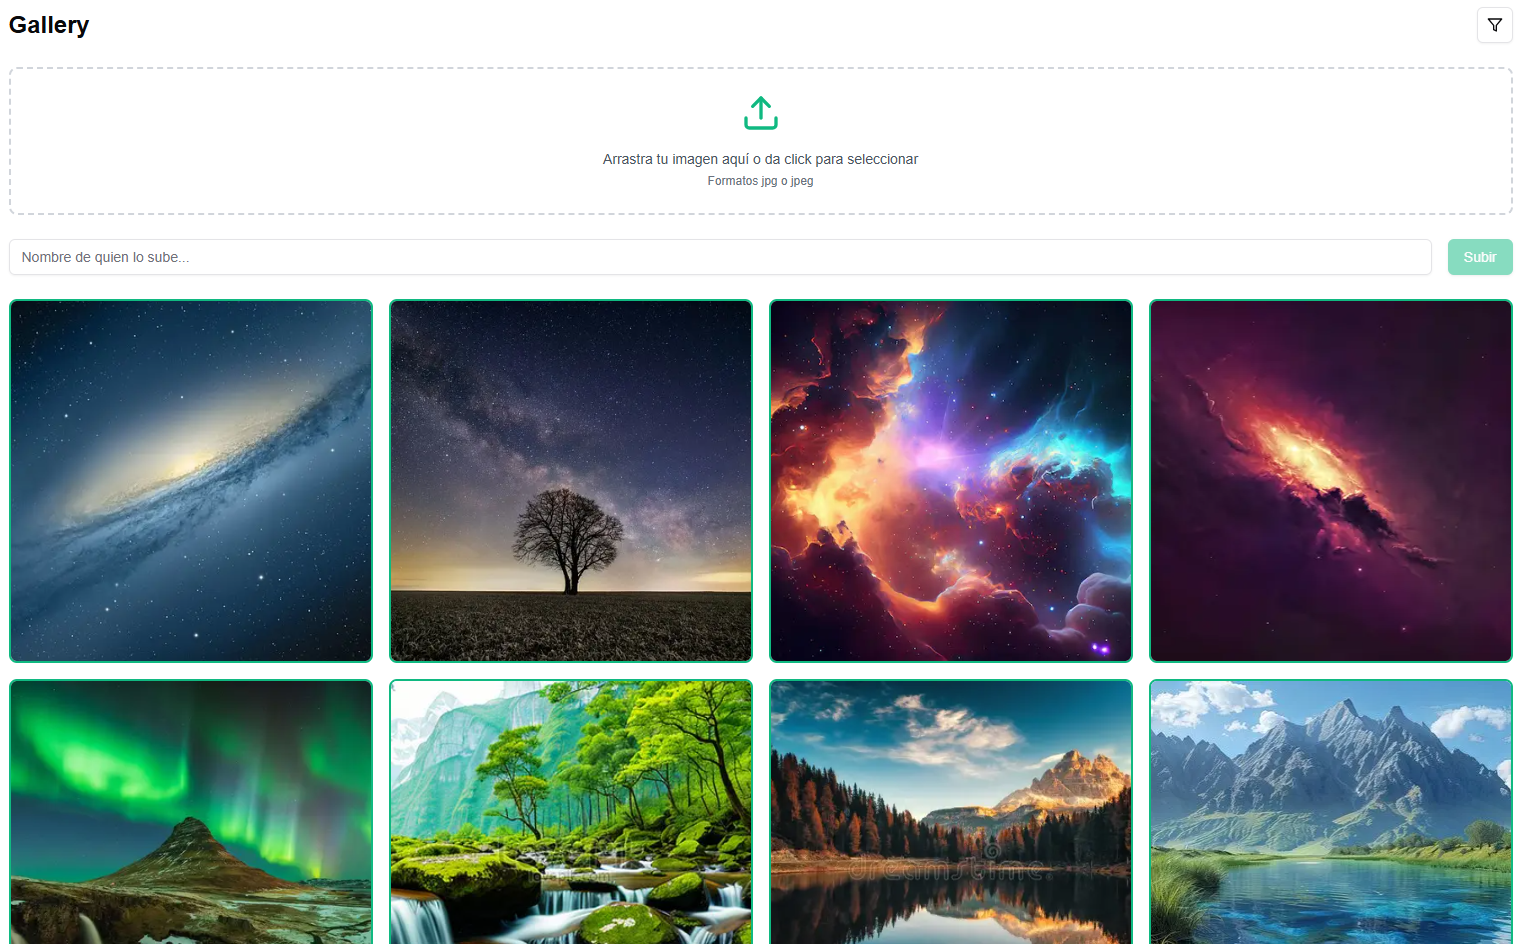 Gallery
Arrastra tu imagen aquí o da click para seleccionar
Formatos jpg o jpeg
Nombre de quien lo sube...
Subir
dreamstime.